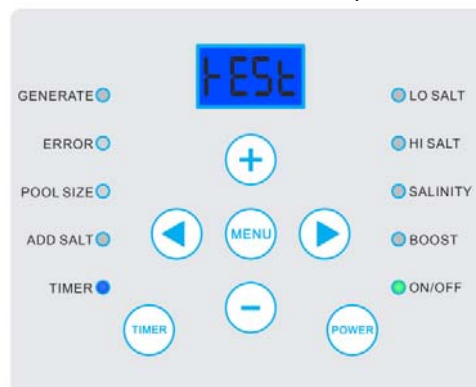 tESt
GENERATE
ERROR
POOL SIZE
ADD SALT
TIMER
LO SALT
HI SALT
SALINITY
BOOST
ON/OFF
+
MENU
−
TIMER
POWER